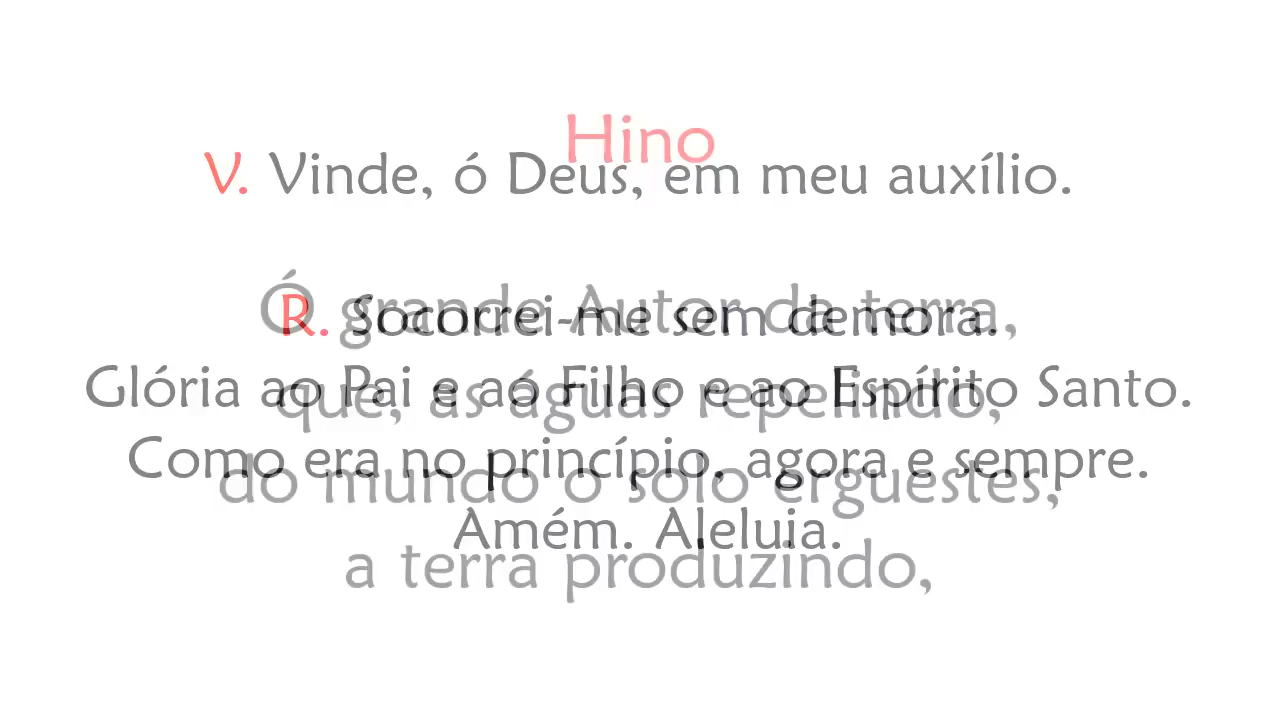 Hino
V. Vinde, ó Deus, em meu auxílio.
Ó grande Autor da terra,
R. Socorrei-me sem demora.
Glória ao Pai e ao Filho e ao Espírito Santo.
que, as águas repelindo,
Como era no princípio, agora e sempre.
do mundo o solo erguestes,
Amém. Aleluia.
a terra produzindo,